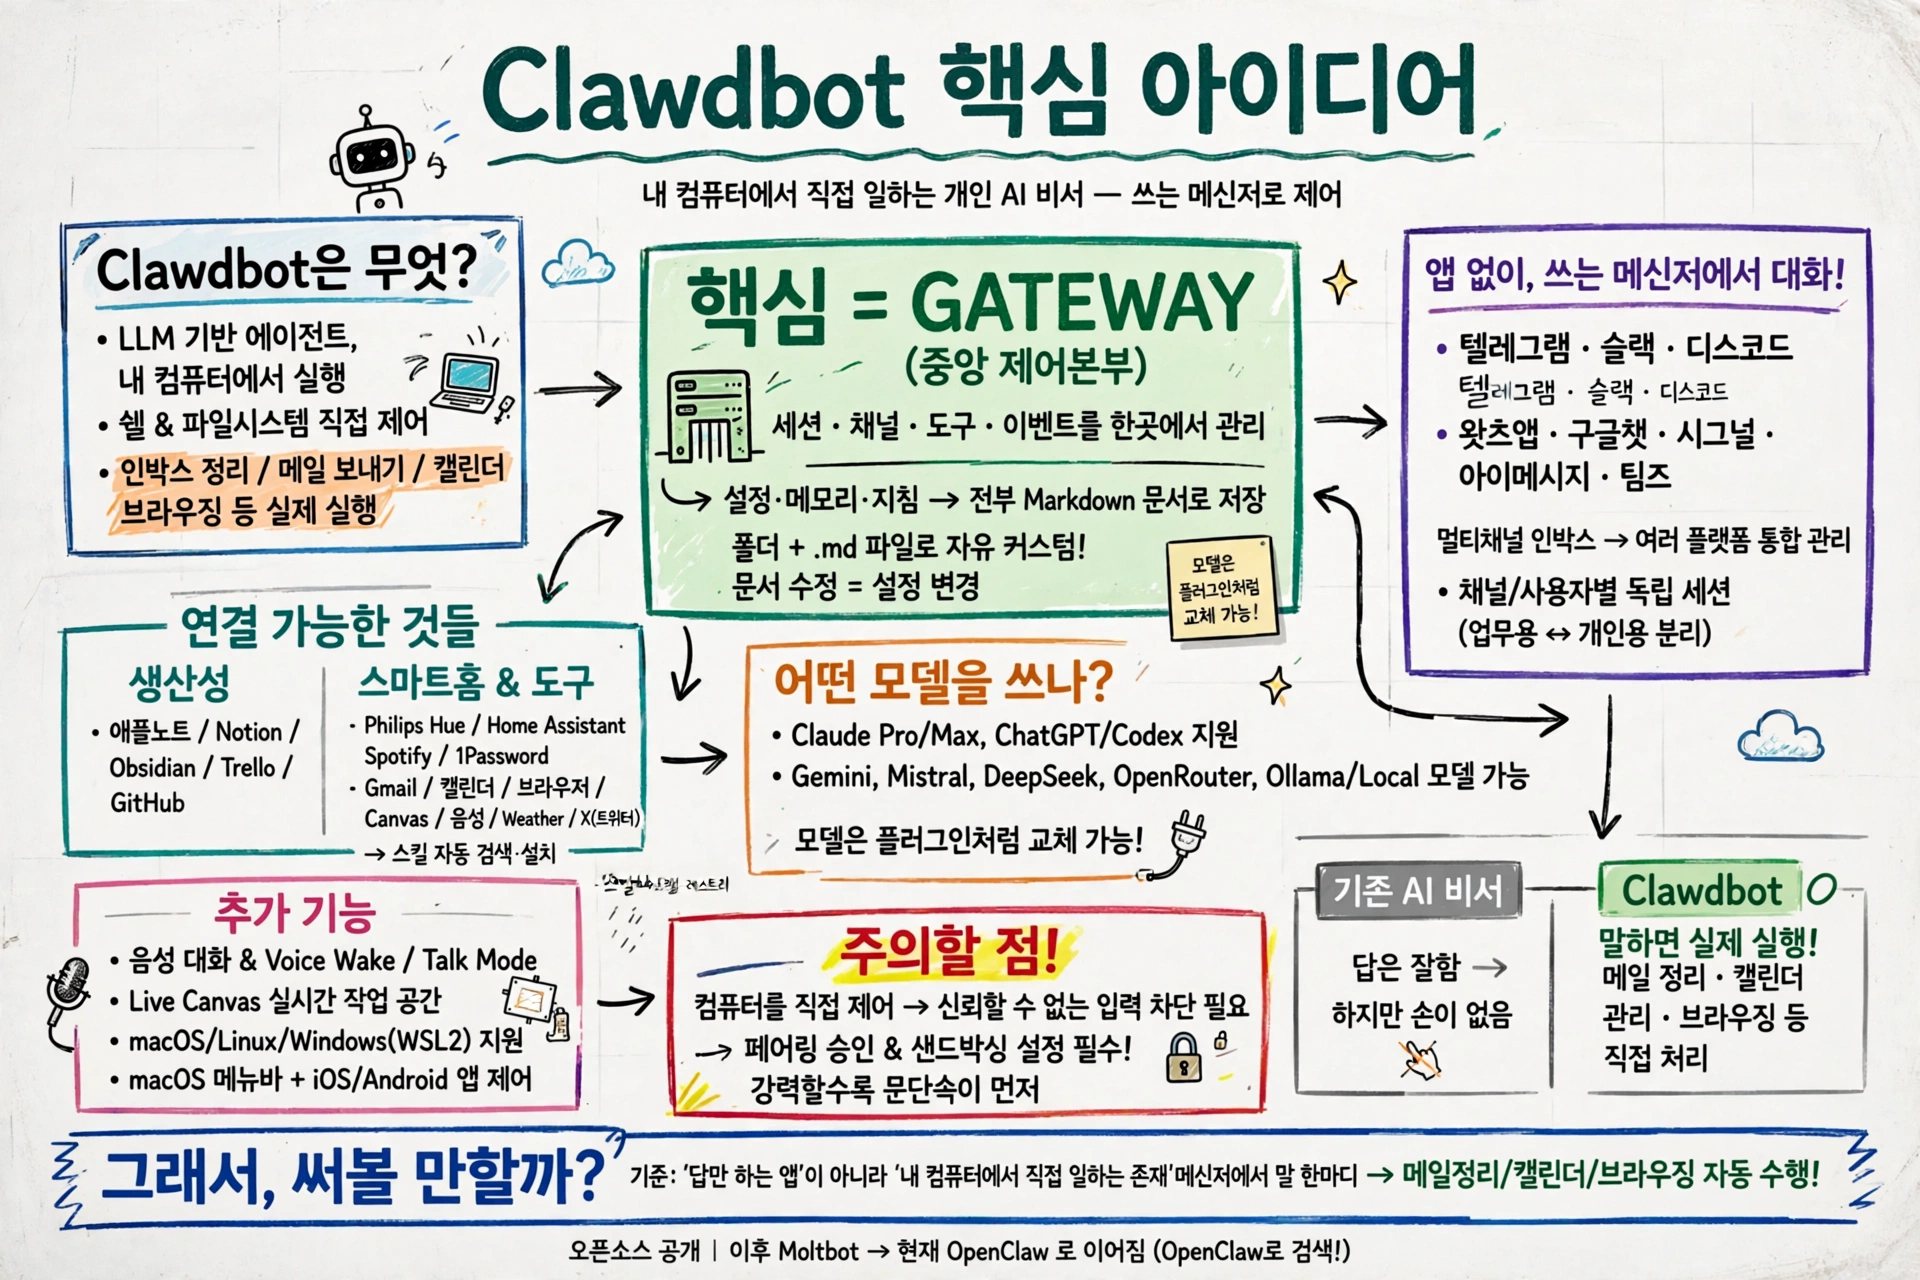 Clawdbot 핵심 아이디어
내 컴퓨터에서 직접 일하는 개인 AI 비서 — 쓰는 메신저로 제어
Clawdbot은 무엇?
• LLM 기반 에이전트,
내 컴퓨터에서 실행
• 쉘 & 파일시스템 직접 제어
• 인박스 정리 / 메일 보내기 / 캘린더
브라우징 등 실제 실행
핵심 = GATEWAY
(중앙 제어본부)
세션 · 채널 · 도구 · 이벤트를 한곳에서 관리
설정·메모리·지침 → 전부 Markdown 문서로 저장
폴더 + .md 파일로 자유 커스텀!
문서 수정 = 설정 변경
모델은
플러그인처럼
교체 가능!
앱 없이, 쓰는 메신저에서 대화!
• 텔레그램 · 슬랙 · 디스코드
텔레그램 · 슬랙 · 디스코드
• 왓츠앱 · 구글챗 · 시그널 ·
아이메시지 · 팀즈
멀티채널 인박스 → 여러 플랫폼 통합 관리
• 채널/사용자별 독립 세션
(업무용 ↔ 개인용 분리)
연결 가능한 것들
생산성
• 애플노트 / Notion /
Obsidian / Trello /
GitHub
스마트홈 & 도구
· Philips Hue / Home Assistant
Spotify / 1Password
· Gmail / 캘린더 / 브라우저 /
Canvas / 음성 / Weather / X(트위터)
→ 스킬 자동 검색·설치
어떤 모델을 쓰나?
• Claude Pro/Max, ChatGPT/Codex 지원
• Gemini, Mistral, DeepSeek, OpenRouter, Ollama/Local 모델 가능
모델은 플러그인처럼 교체 가능!
레스트리
추가 기능
• 음성 대화 & Voice Wake / Talk Mode
• Live Canvas 실시간 작업 공간
• macOS/Linux/Windows(WSL2) 지원
• macOS 메뉴바 + iOS/Android 앱 제어
주의할 점!
컴퓨터를 직접 제어 → 신뢰할 수 없는 입력 차단 필요
→ 페어링 승인 & 샌드박싱 설정 필수!
강력할수록 문단속이 먼저
기존 AI 비서
답은 잘함 →
하지만 손이 없음
Clawdbot
말하면 실제 실행!
메일 정리 · 캘린더
관리 · 브라우징 등
직접 처리
그래서, 써볼 만할까?
기준: '답만 하는 앱'이 아니라 '내 컴퓨터에서 직접 일하는 존재' 메신저에서 말 한마디 → 메일정리/캘린더/브라우징 자동 수행!
오픈소스 공개 | 이후 Moltbot → 현재 OpenClaw 로 이어짐 (OpenClaw로 검색!)